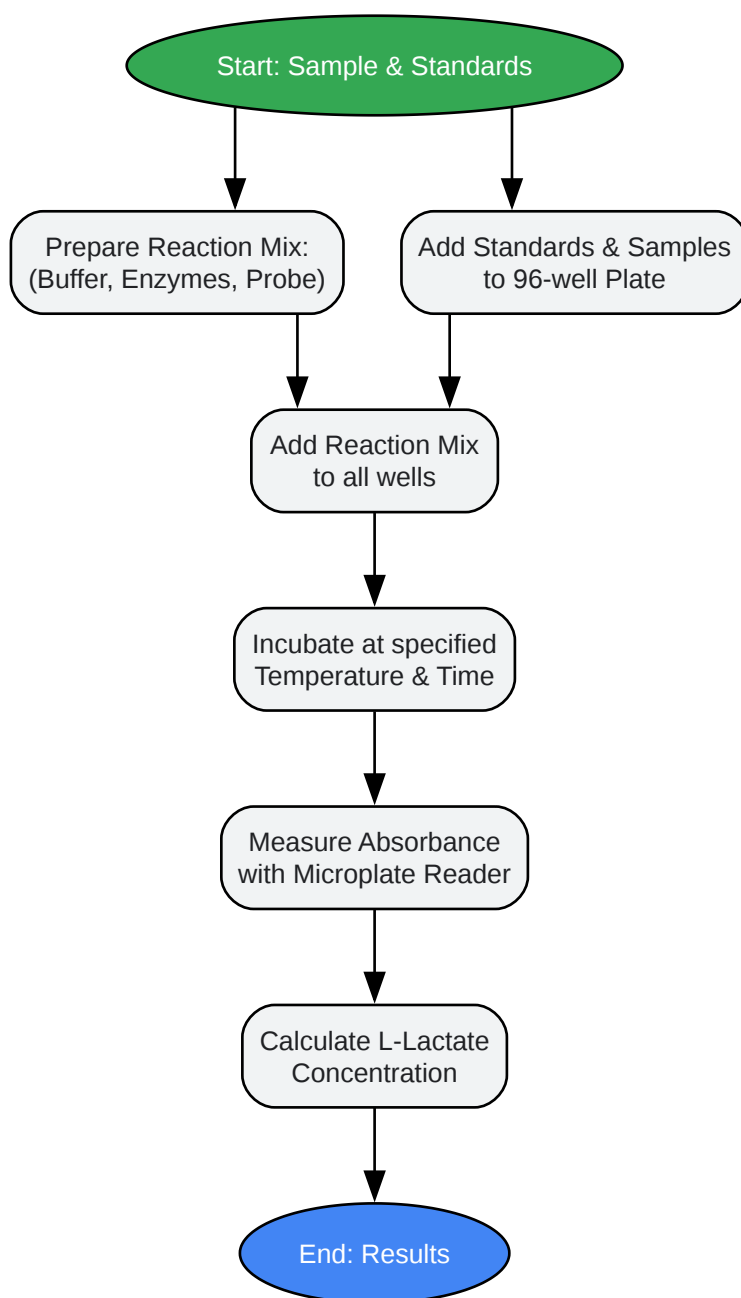 Start: Sample & Standards
Prepare Reaction Mix:
(Buffer, Enzymes, Probe)
Add Standards & Samples
to 96-well Plate
Add Reaction Mix
to all wells
Incubate at specified
Temperature & Time
Measure Absorbance
with Microplate Reader
Calculate L-Lactate
Concentration
End: Results